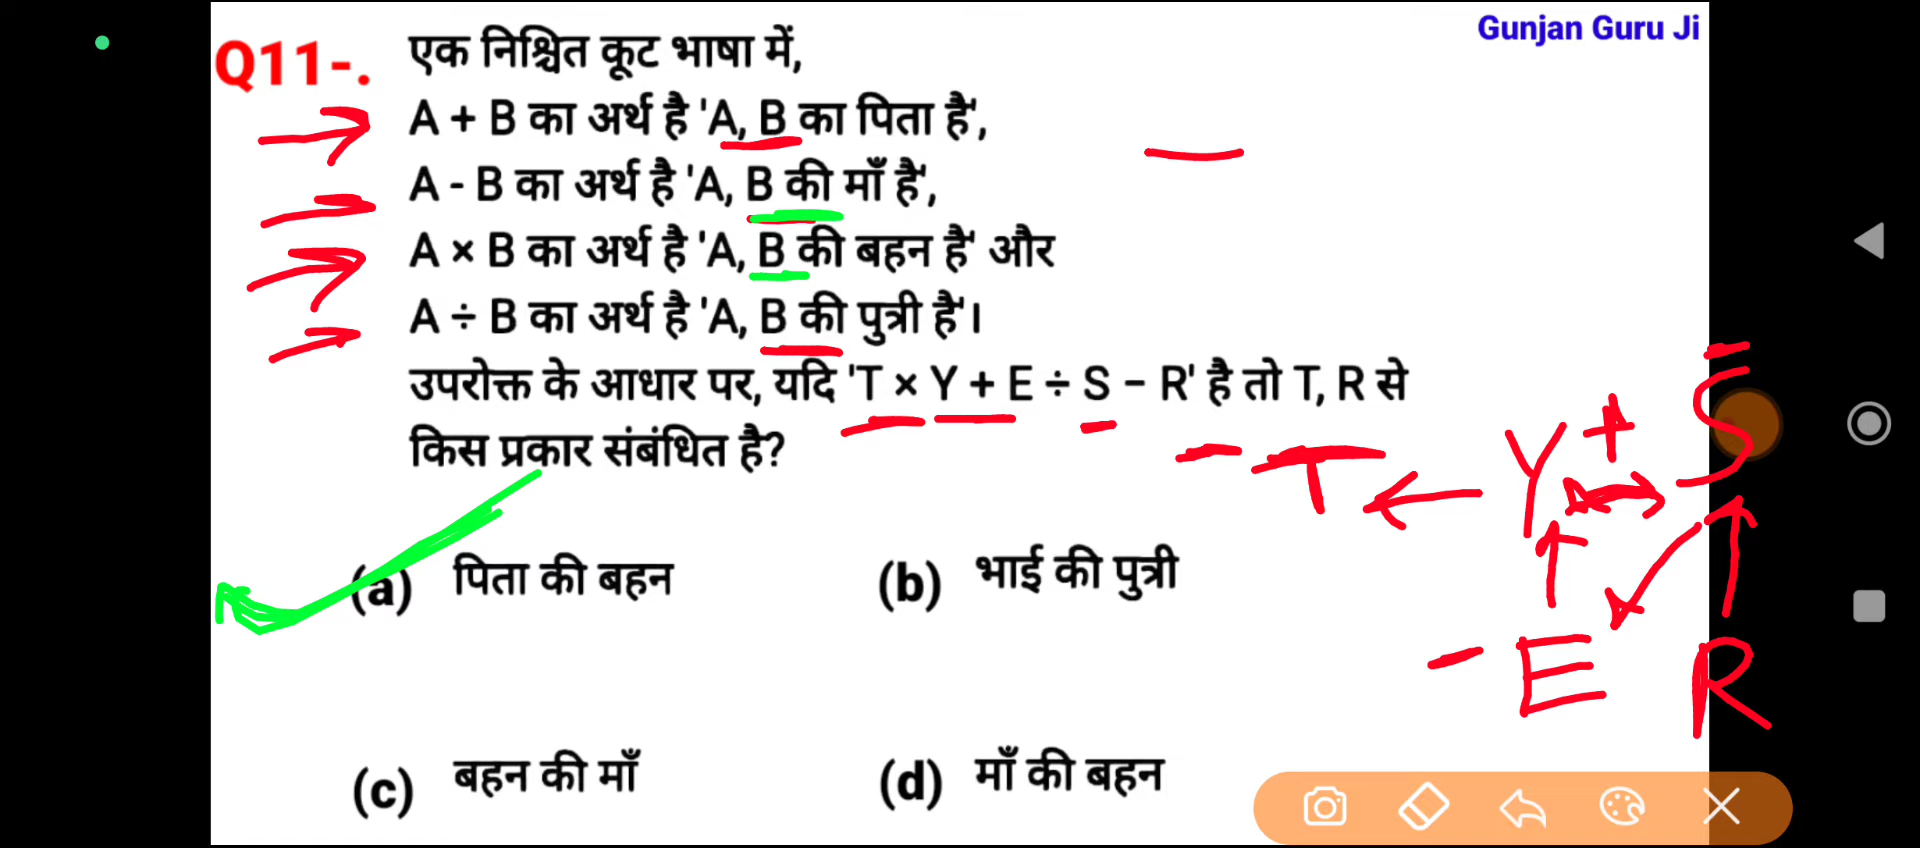 Gunjan Guru Ji
Q11-. एक निश्चित कूट भाषा में,
A + B का अर्थ है 'A, B का पिता है',
A - B का अर्थ है 'A, B की माँ है',
A × B का अर्थ है 'A, B की बहन है' और
A ÷ B का अर्थ है 'A, B की पुत्री है'।
उपरोक्त के आधार पर, यदि 'T × Y + E ÷ S − R' है तो T, R से
किस प्रकार संबंधित है?
- T Y + S
- E R
(a) पिता की बहन (b) भाई की पुत्री
(c) बहन की माँ (d) माँ की बहन